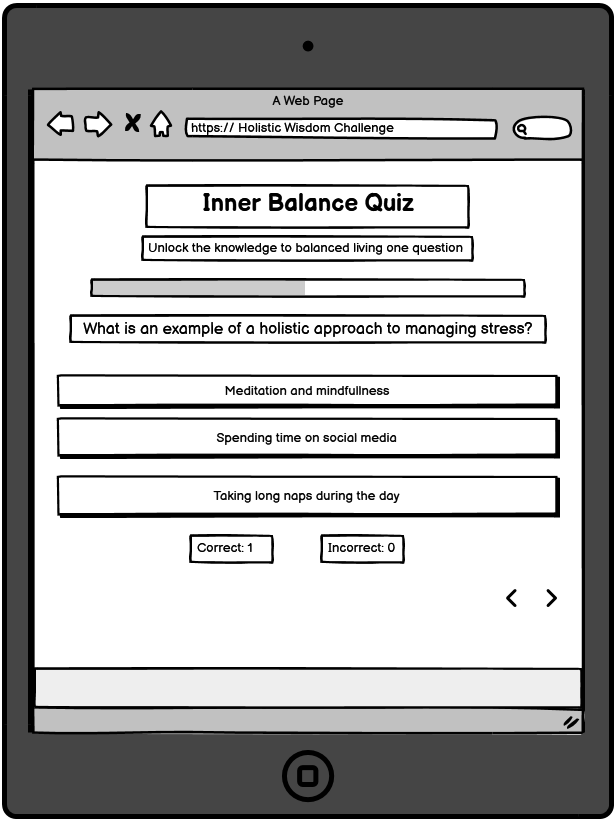 A Web Page
https:// Holistic Wisdom Challenge
Inner Balance Quiz
Unlock the knowledge to balanced living one question
What is an example of a holistic approach to managing stress?
Meditation and mindfullness
Spending time on social media
Taking long naps during the day
Correct: 1
Incorrect: 0